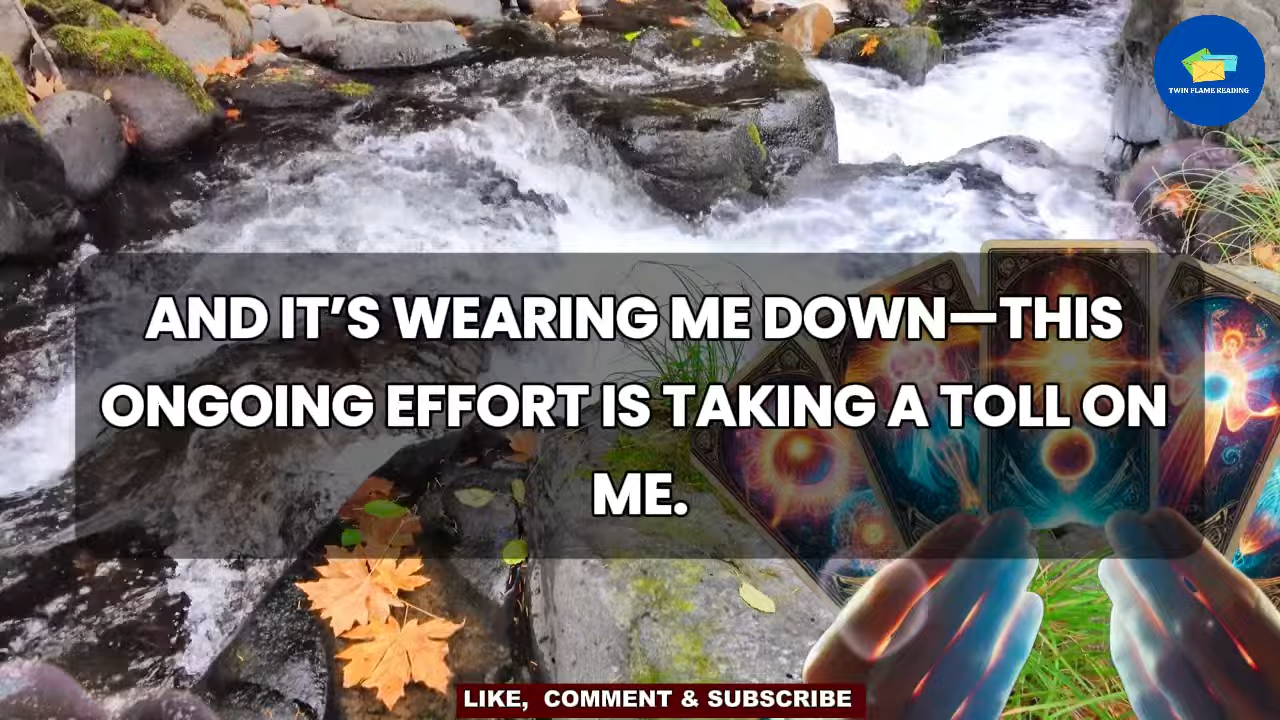 TWIN FLAME READING
AND IT’S WEARING ME DOWN—THIS
ONGOING EFFORT IS TAKING A TOLL ON
ME.
LIKE, COMMENT & SUBSCRIBE